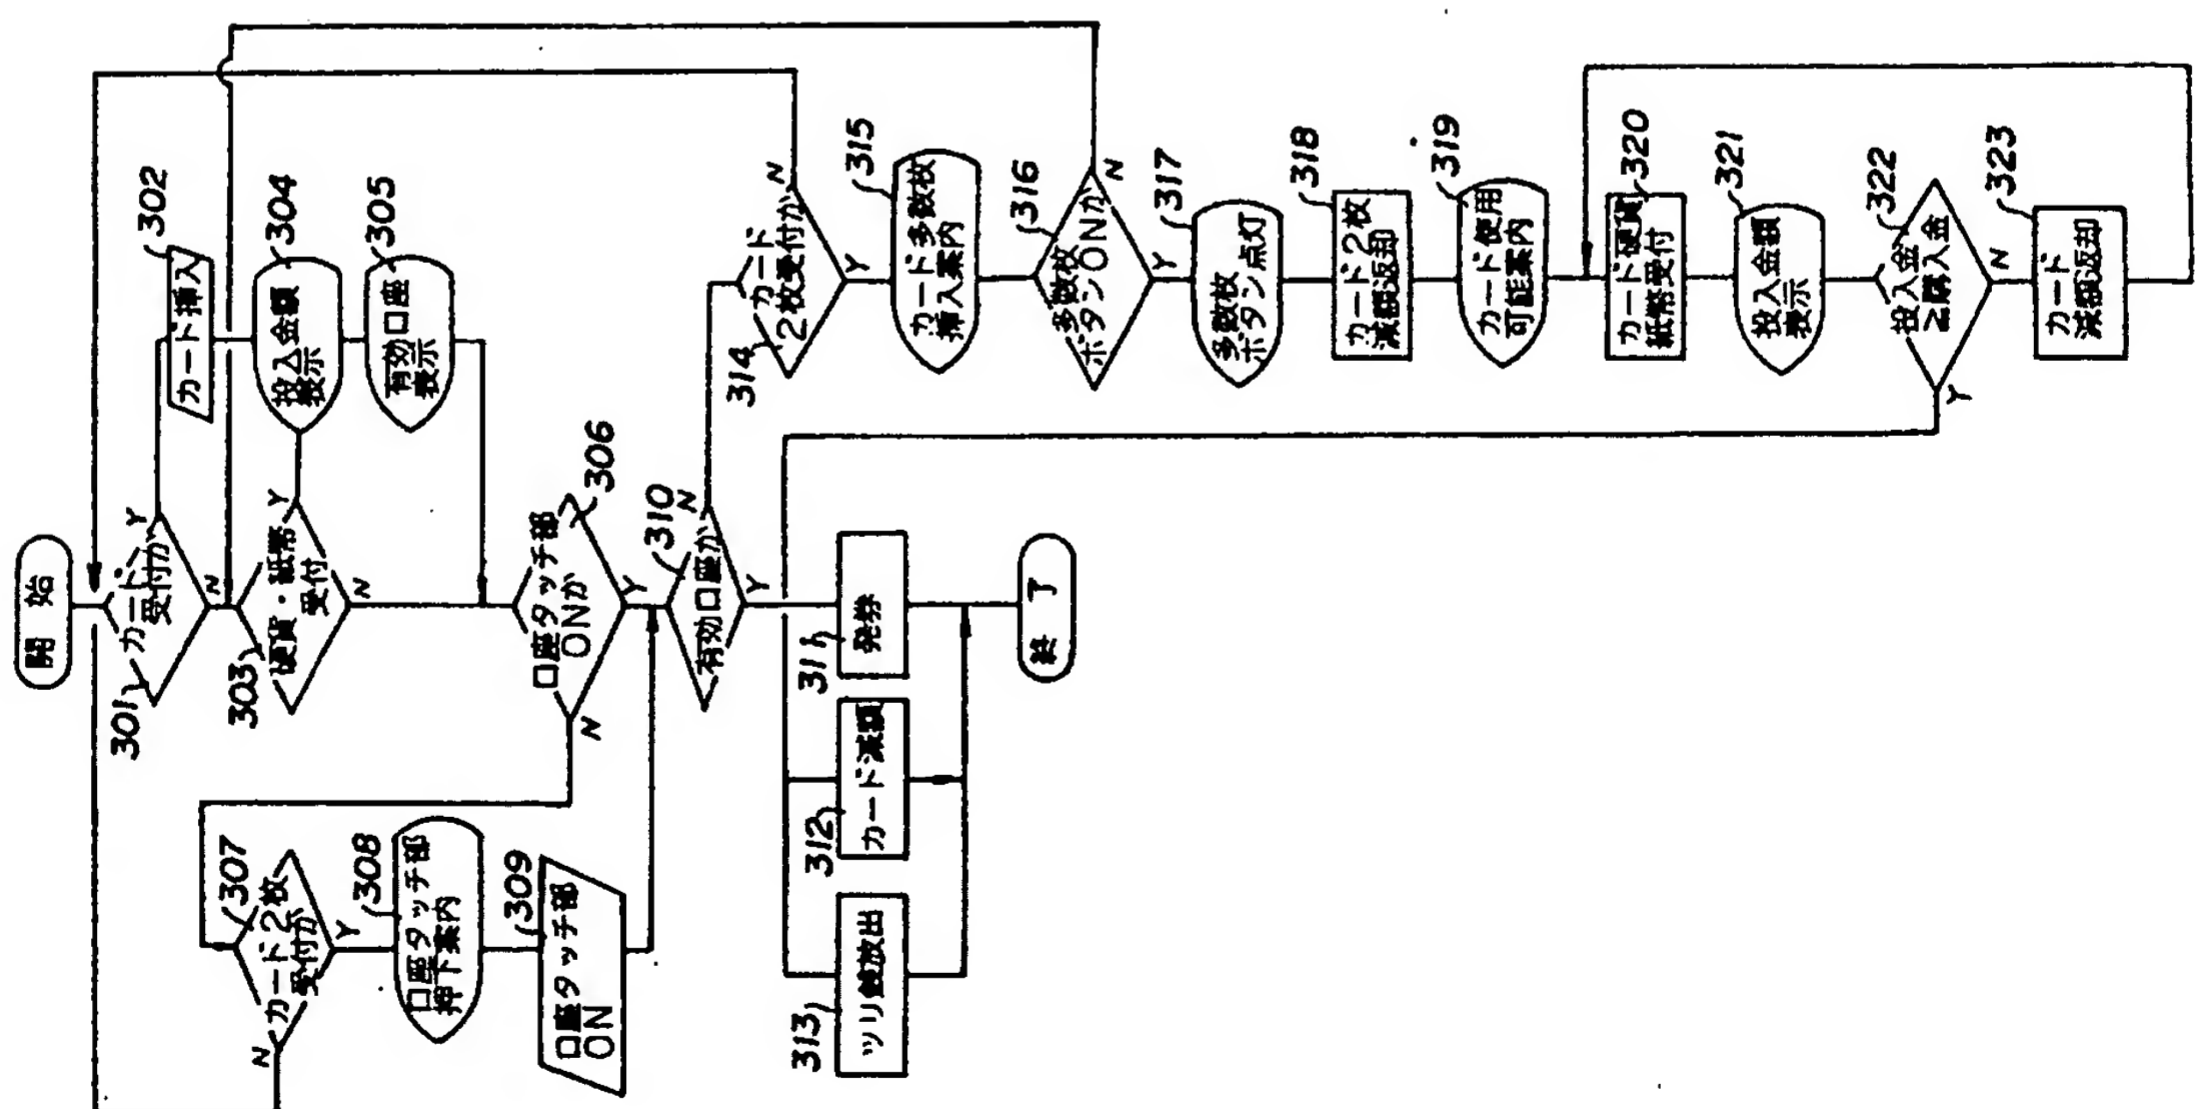 開始
301
カード
受付か
Y
N
カード挿入
302
303
硬貨・紙幣
受付
Y
N
投入金額
表示
304
有効口座
表示
305
口座タッチ部
ONか
306
Y
N
307
カード2枚
受付か
Y
N
308
口座タッチ部
押下案内
309
口座タッチ部
ON
310
有効口座か
N
Y
311
発券
312
カード減額
313
ツリ銭放出
終了
314
カード
2枚受付か
N
Y
315
カード多数枚
挿入案内
316
多数枚
ボタンONか
N
Y
317
多数枚
ボタン点灯
318
カード2枚
減額返却
319
カード使用
可能案内
320
カード硬貨
紙幣受付
321
投入金額
表示
322
投入金
≧購入金
N
Y
323
カード
減額返却